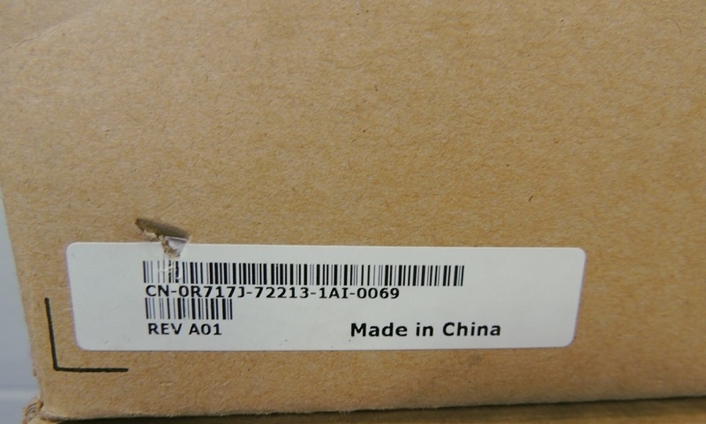 CN-0R717J-72213-1AI-0069
REV A01
Made in China